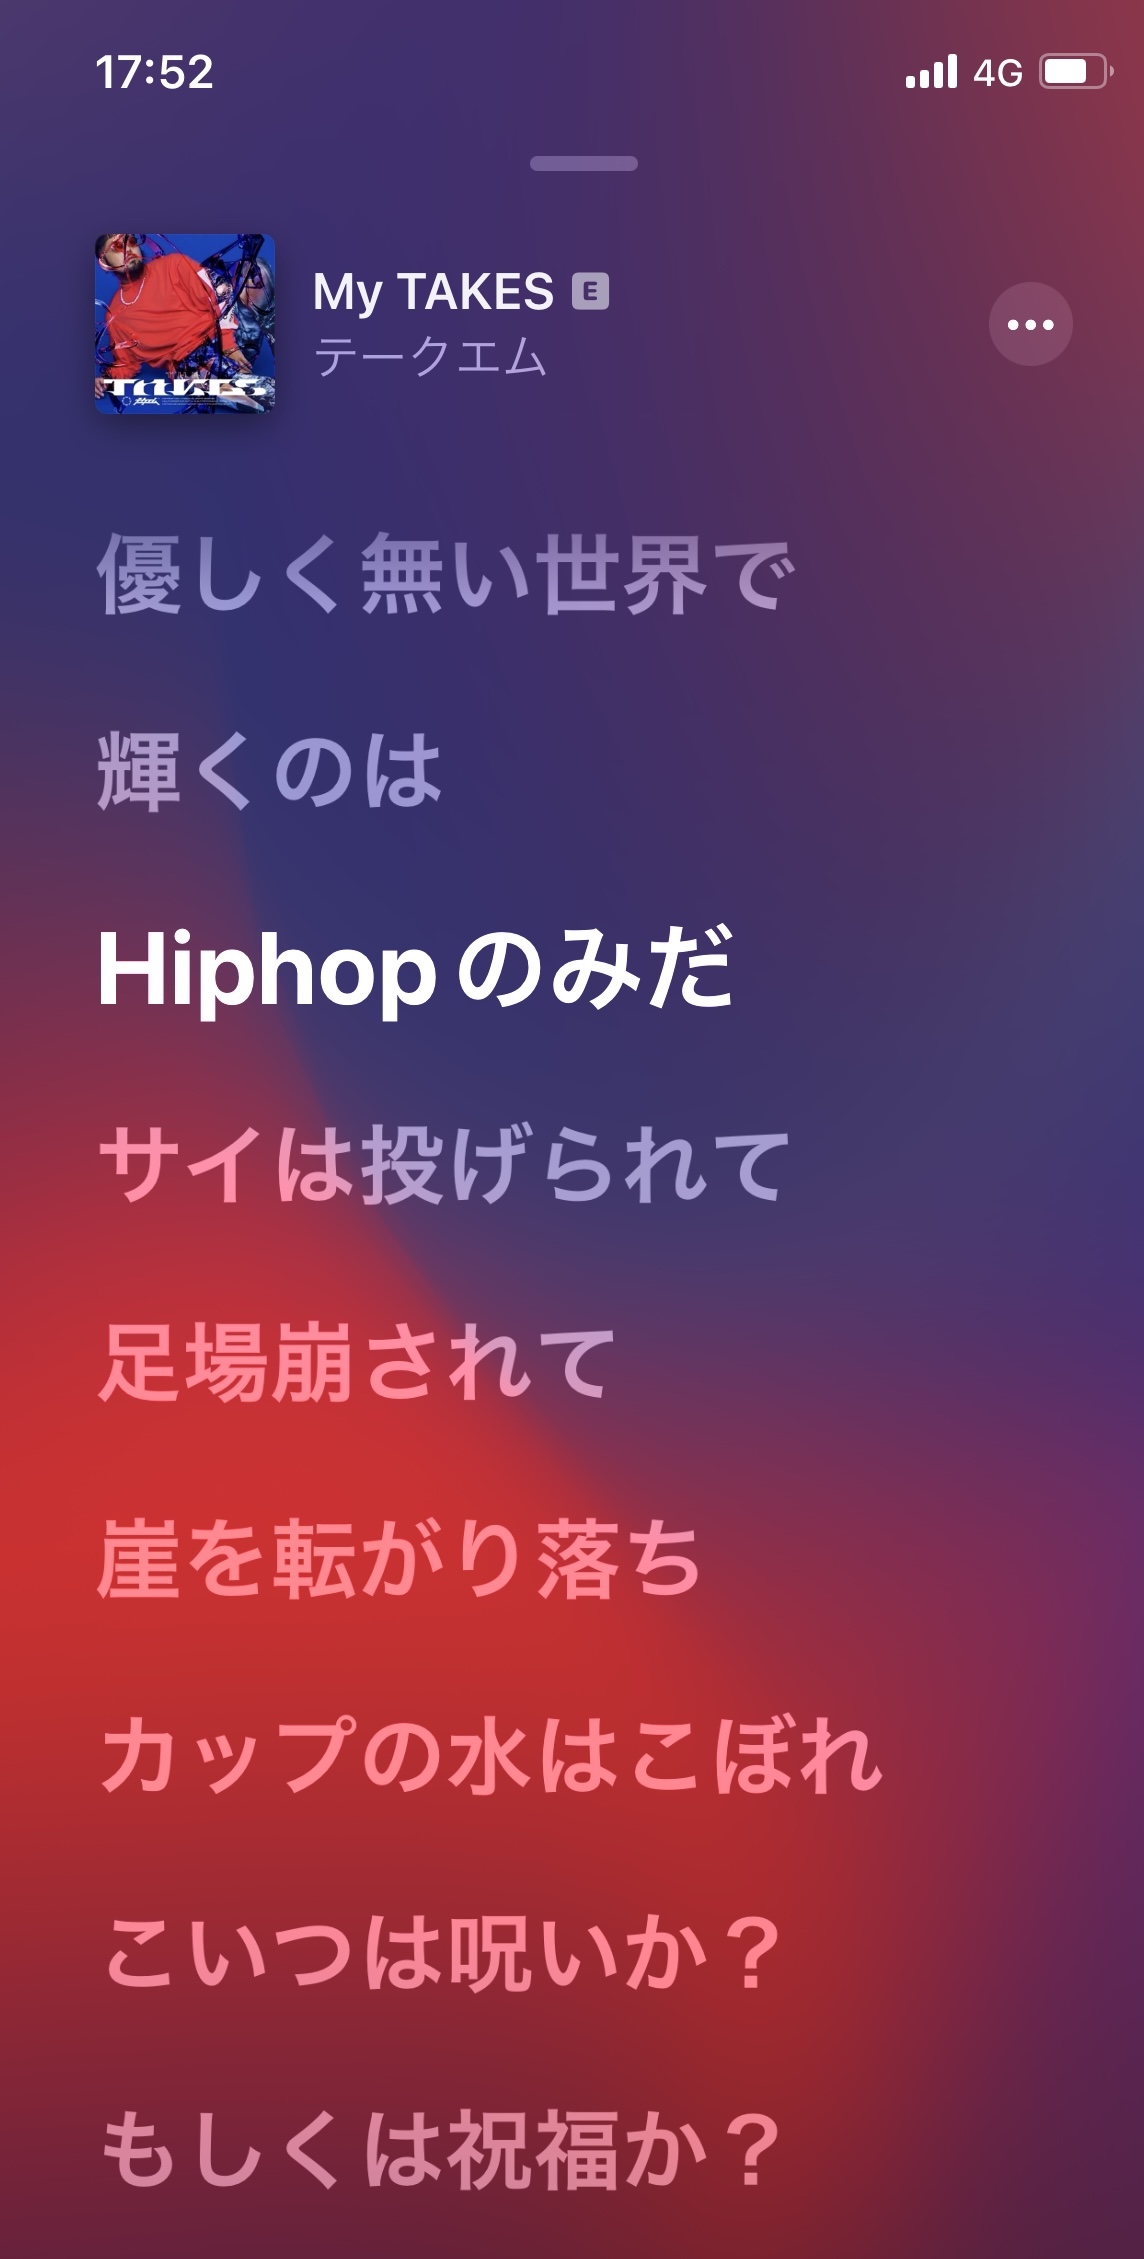 17:52
4G
My TAKES E
テークエム
TAKES
優しく無い世界で
輝くのは
Hiphopのみだ
サイは投げられて
足場崩されて
崖を転がり落ち
カップの水はこぼれ
こいつは呪いか？
もしくは祝福か？